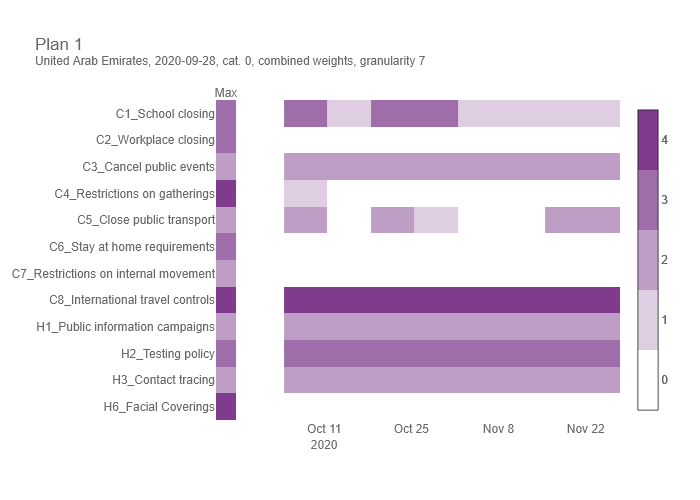 Plan 1
United Arab Emirates, 2020-09-28, cat. 0, combined weights, granularity 7
Max
C1_School closing
C2_Workplace closing
C3_Cancel public events
C4_Restrictions on gatherings
C5_Close public transport
C6_Stay at home requirements
C7_Restrictions on internal movement
C8_International travel controls
H1_Public information campaigns
H2_Testing policy
H3_Contact tracing
H6_Facial Coverings
Oct 11
2020
Oct 25
Nov 8
Nov 22
4
3
2
1
0